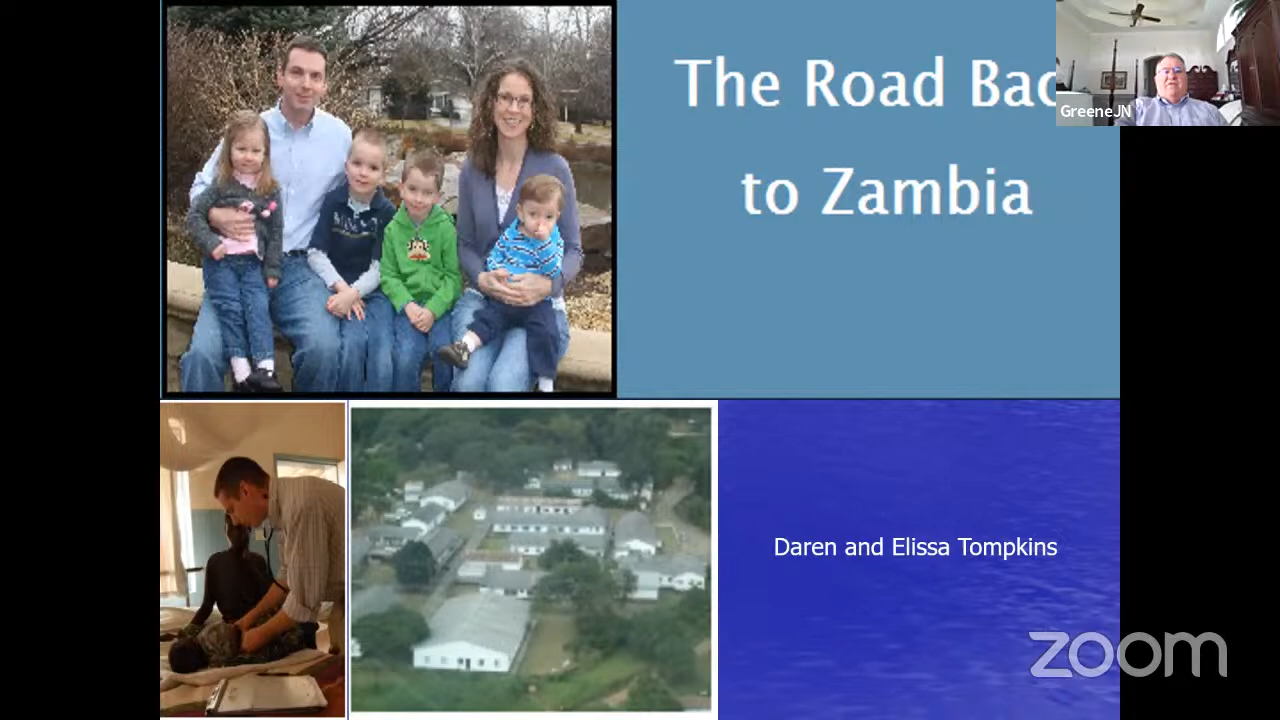 The Road Bac
to Zambia
GreeneJN
Daren and Elissa Tompkins
zoom